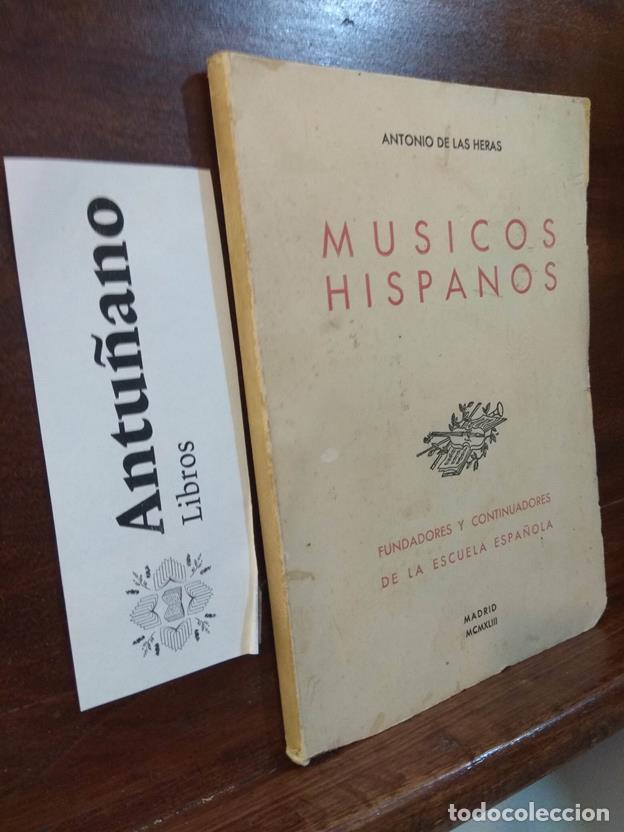 Antuñano
Libros
ANTONIO DE LAS HERAS
MUSICOS
HISPANOS
FUNDADORES Y CONTINUADORES
DE LA ESCUELA ESPAÑOLA
MADRID
MCMXLIII
todocoleccion